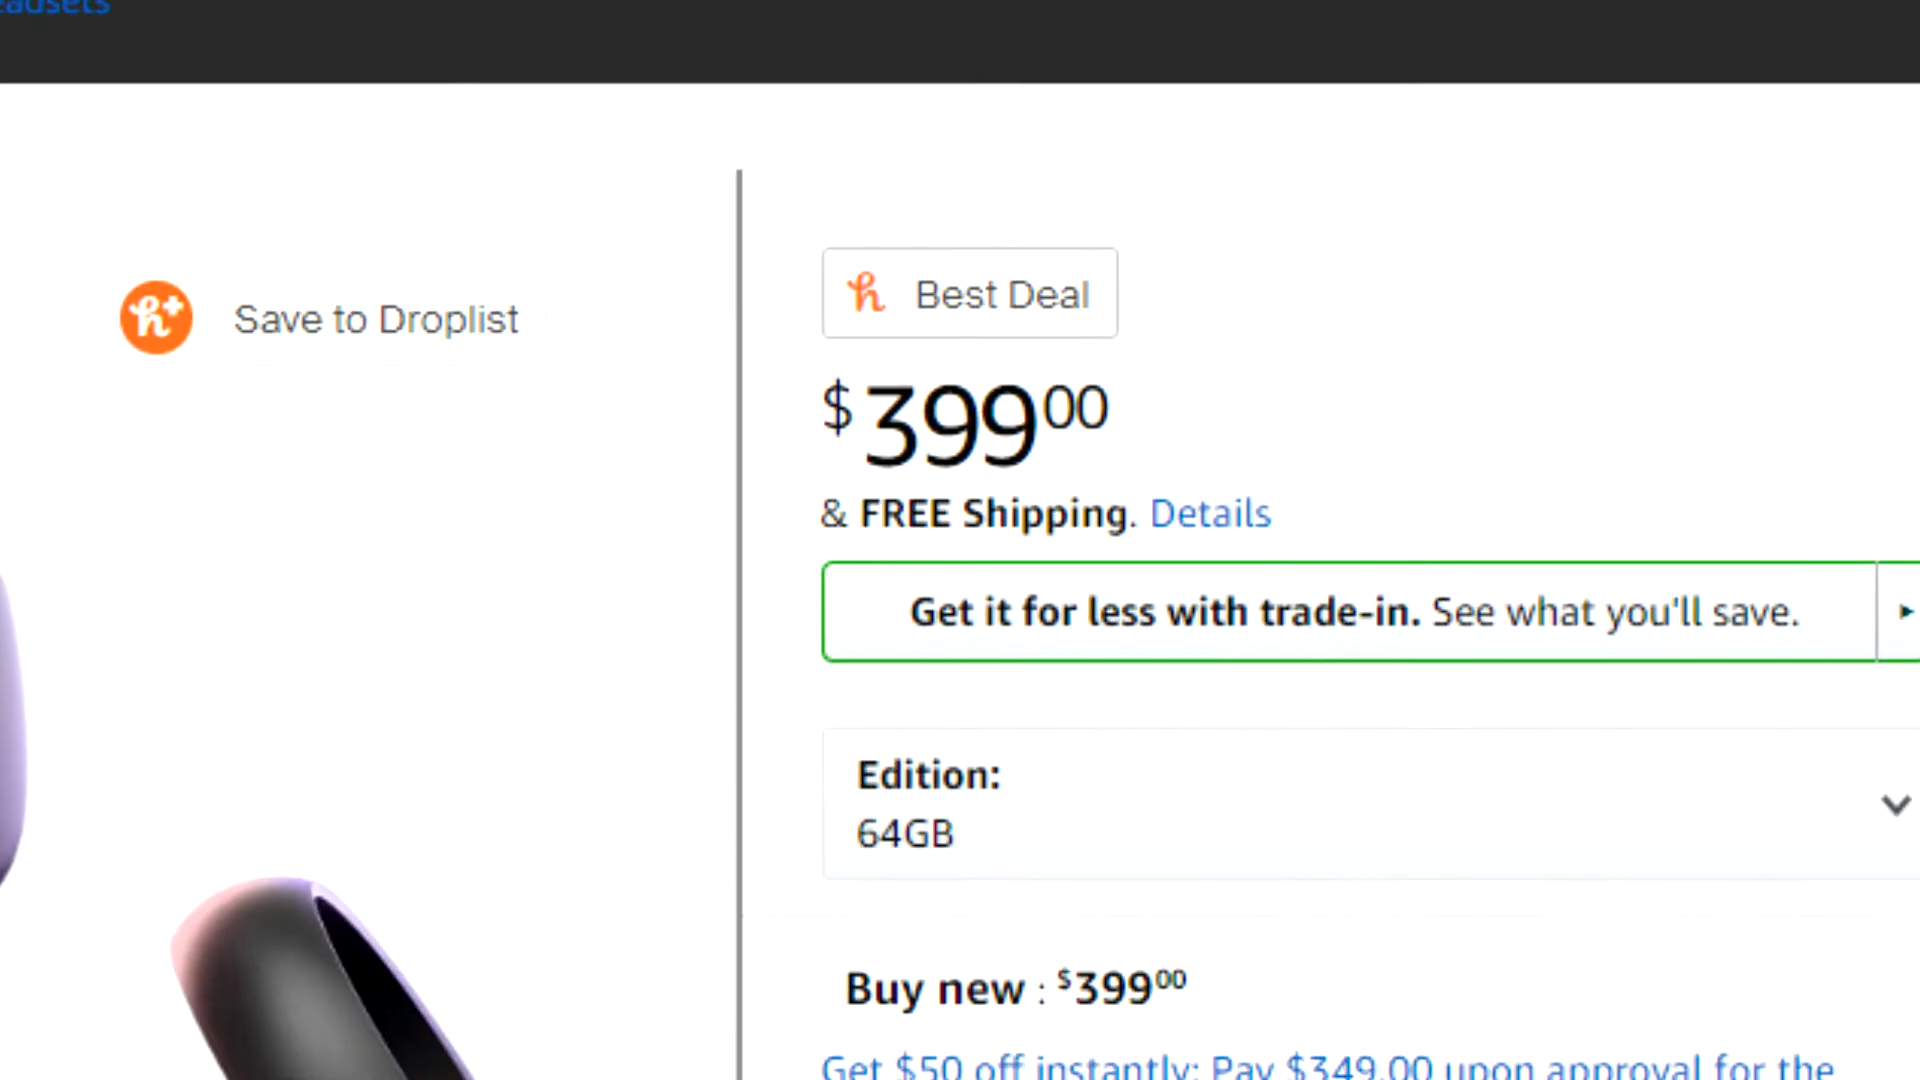 eadsets
Save to Droplist
Best Deal
$39900
& FREE Shipping. Details
Get it for less with trade-in. See what you'll save.
Edition:
64GB
Buy new : $39900
Get $50 off instantly: Pay $349.00 upon approval for the